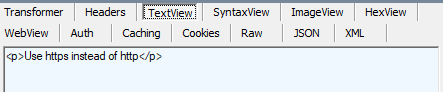 Transformer Headers TextView SyntaxView ImageView HexView
WebView Auth Caching Cookies Raw JSON XML
<p>Use https instead of http</p>